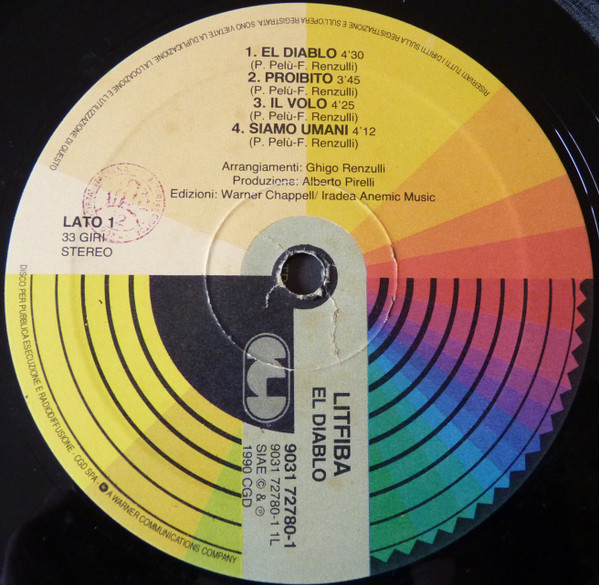 RISERVATI TUTTI I DIRITTI SULLA REGISTRAZIONE E SULL'OPERA REGISTRATA. SONO VIETATE LA DUPLICAZIONE, LA LOCAZIONE E L'UTILIZZAZIONE DI QUESTO
DISCO PER PUBBLICA ESECUZIONE E RADIODIFFUSIONE - CGD SPA
A WARNER COMMUNICATIONS COMPANY
1. EL DIABLO 4'30
(P. Pelù-F. Renzulli)
2. PROIBITO 3'45
(P. Pelù-F. Renzulli)
3. IL VOLO 4'25
(P. Pelù-F. Renzulli)
4. SIAMO UMANI 4'12
(P. Pelù-F. Renzulli)
Arrangiamenti: Ghigo Renzulli
Produzione: Alberto Pirelli
Edizioni: Warner Chappell/ Iradea Anemic Music
LATO 1
33 GIRI
STEREO
LITFIBA
EL DIABLO
9031 72780-1
9031 72780-1 1L
SIAE © & ℗
1990 CGD